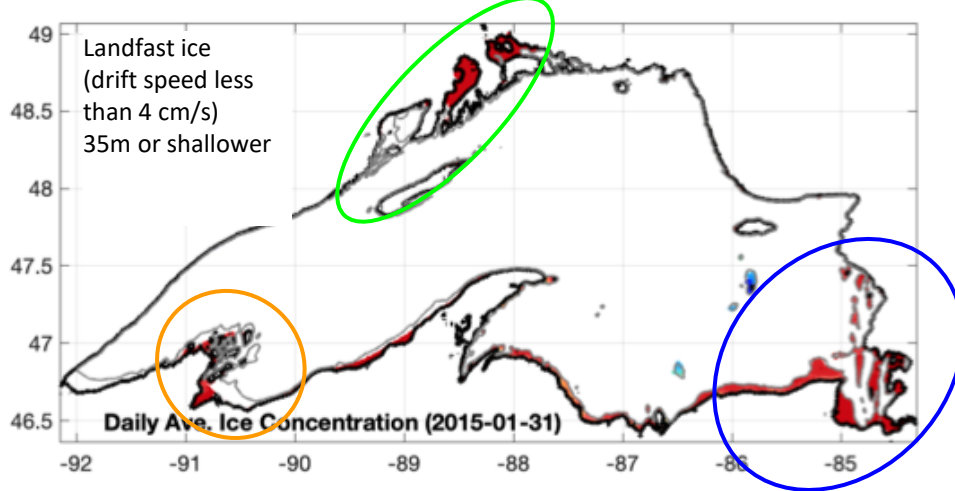 49
48.5
48
47.5
47
46.5
Landfast ice
(drift speed less
than 4 cm/s)
35m or shallower
Daily Ave. Ice Concentration (2015-01-31)
-92 -91 -90 -89 -88 -87 -86 -85